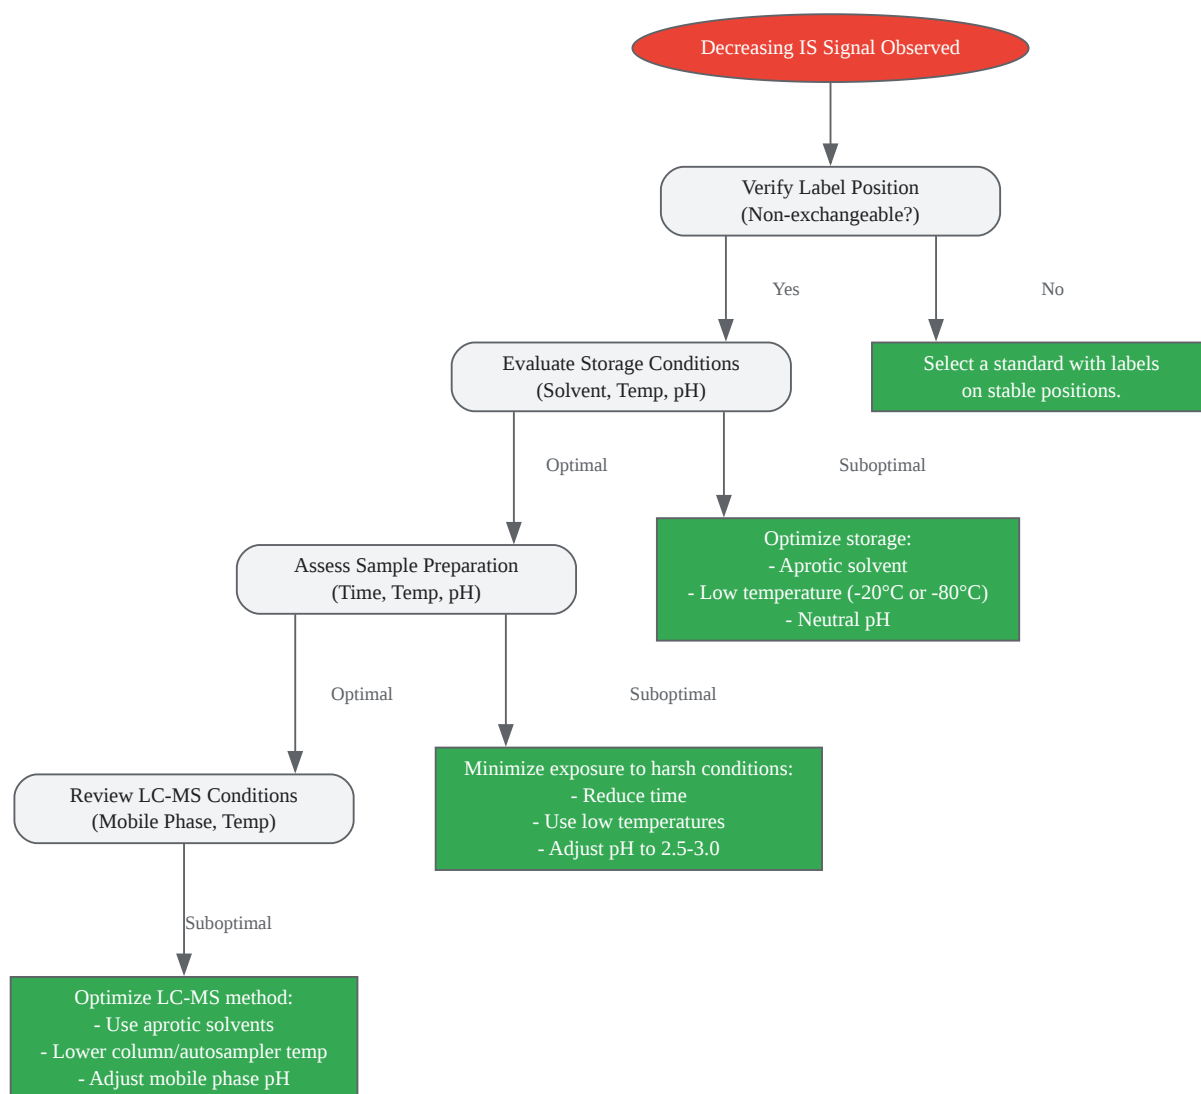 Decreasing IS Signal Observed
Verify Label Position
(Non-exchangeable?)
Yes
No
Evaluate Storage Conditions
(Solvent, Temp, pH)
Select a standard with labels
on stable positions.
Optimal
Suboptimal
Optimize storage:
- Aprotic solvent
- Low temperature (-20°C or -80°C)
- Neutral pH
Assess Sample Preparation
(Time, Temp, pH)
Optimal
Suboptimal
Minimize exposure to harsh conditions:
- Reduce time
- Use low temperatures
- Adjust pH to 2.5-3.0
Review LC-MS Conditions
(Mobile Phase, Temp)
Suboptimal
Optimize LC-MS method:
- Use aprotic solvents
- Lower column/autosampler temp
- Adjust mobile phase pH